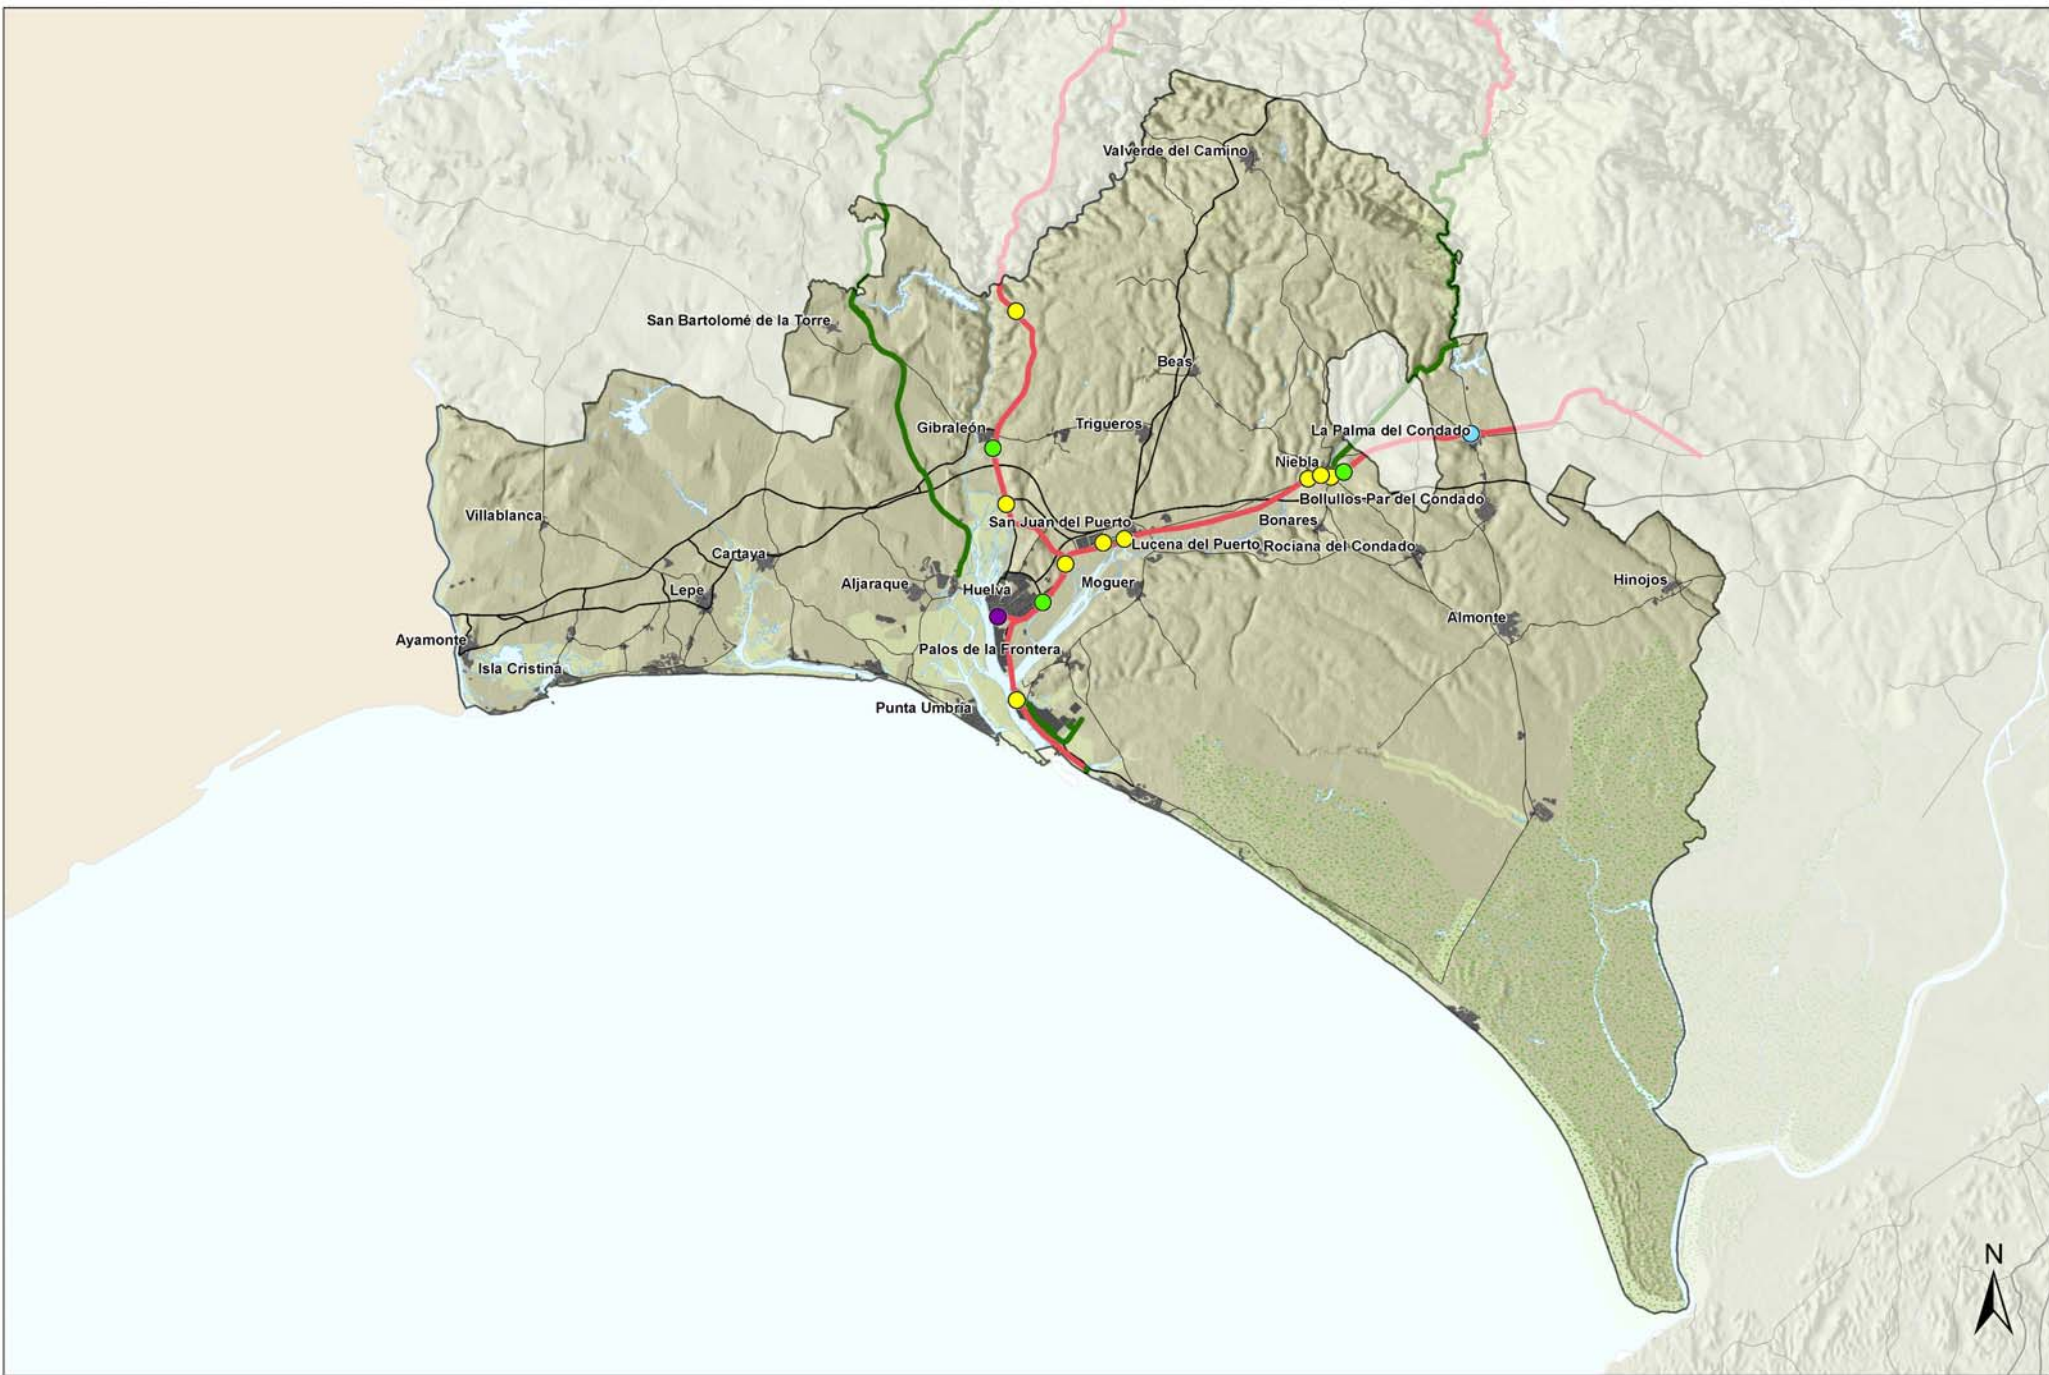 Valverde del Camino
San Bartolomé de la Torre
Beas
Gibraleón
Trigueros
La Palma del Condado
Niebla
Bollullos Par del Condado
Villablanca
San Juan del Puerto
Bonares
Cartaya
Lucena del Puerto
Rociana del Condado
Aljaraque
Huelva
Moguer
Hinojos
Lepe
Almonte
Ayamonte
Palos de la Frontera
Isla Cristina
Punta Umbría
N